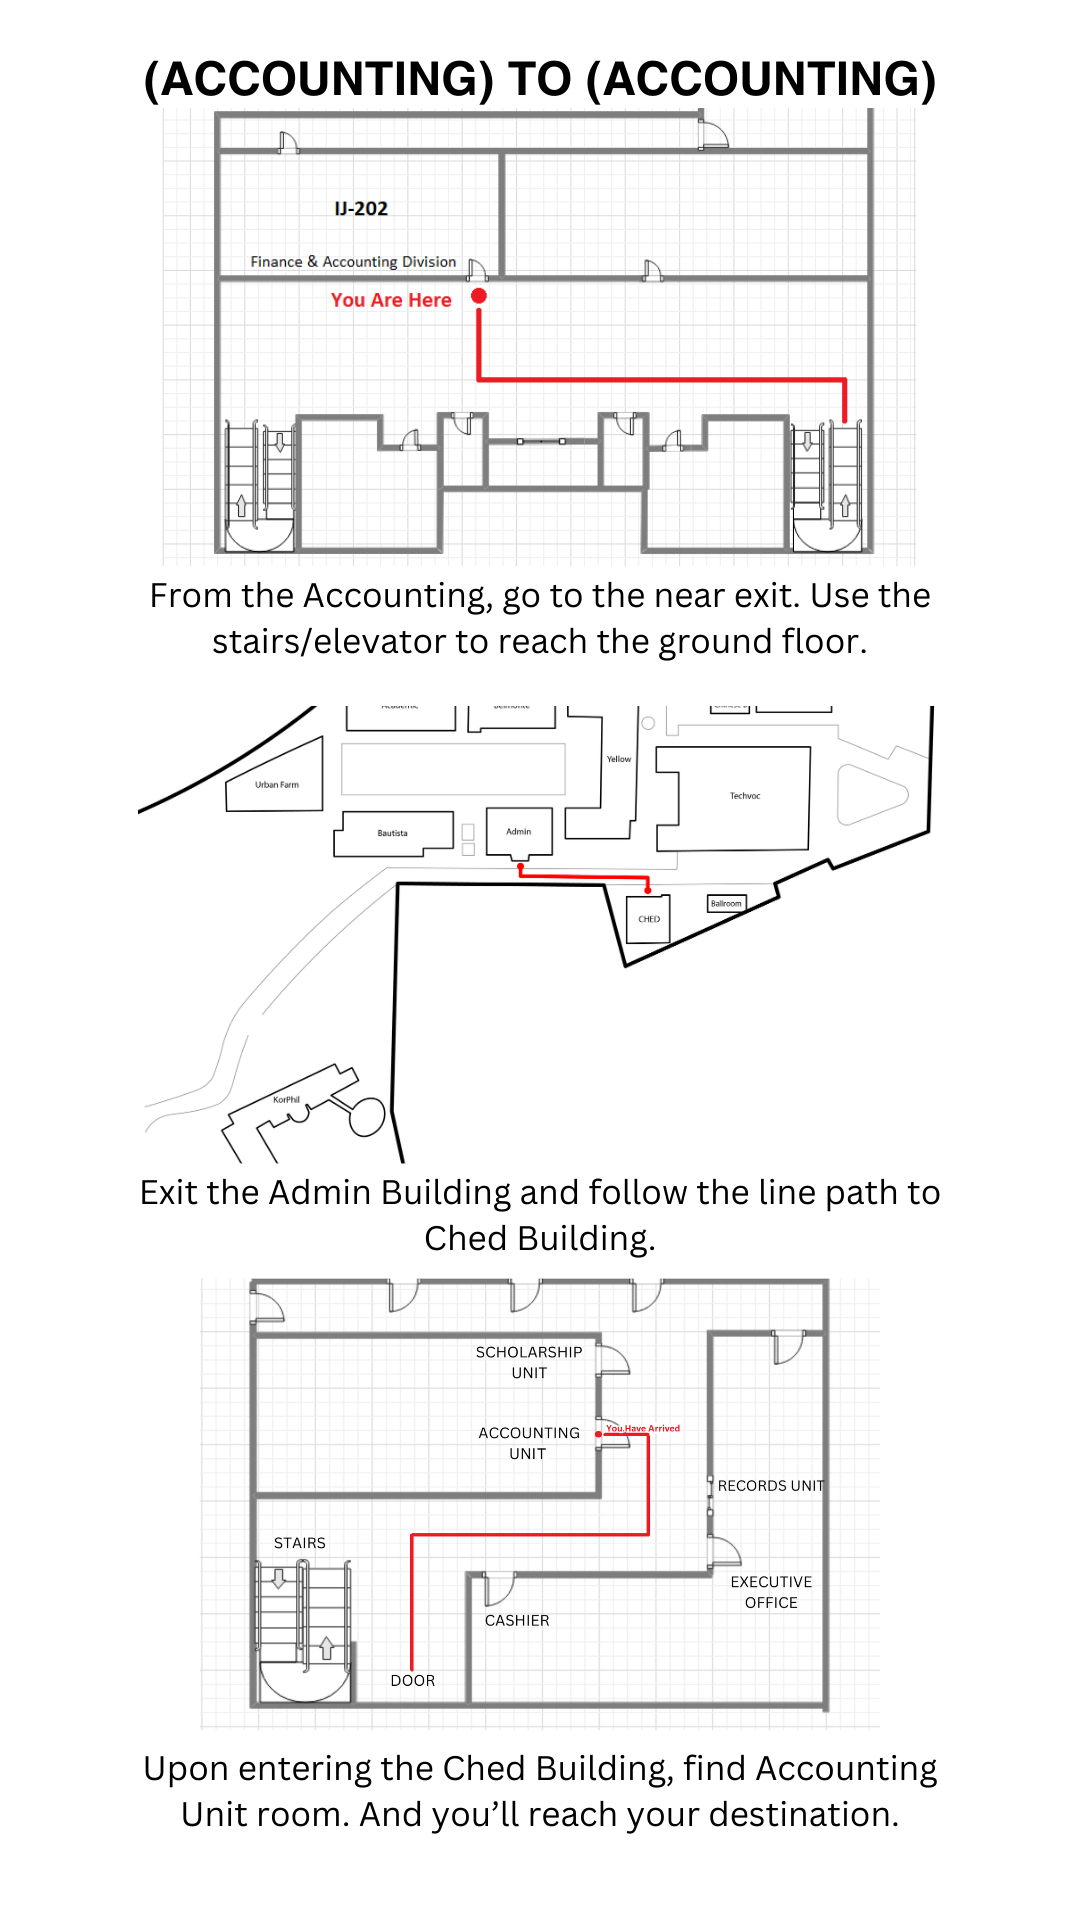 (ACCOUNTING) TO (ACCOUNTING)
IJ-202
Finance & Accounting Division
You Are Here
From the Accounting, go to the near exit. Use the
stairs/elevator to reach the ground floor.
Academic
Belmonte
Yellow
Urban Farm
Techvoc
Bautista
Admin
CHED
Ballroom
KorPhil
Exit the Admin Building and follow the line path to
Ched Building.
SCHOLARSHIP
UNIT
You Have Arrived
ACCOUNTING
UNIT
RECORDS UNIT
STAIRS
EXECUTIVE
OFFICE
CASHIER
DOOR
Upon entering the Ched Building, find Accounting
Unit room. And you’ll reach your destination.